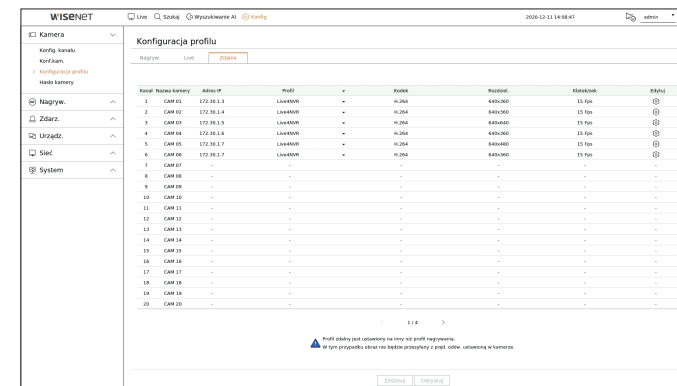 WISENET
Live Szukaj Wyszukiwanie AI Konfig 2020-12-11 14:08:47 admin
Kamera
Konfig. kanału
Konf.kam.
Konfiguracja profilu
Hasło kamery
Nagryw.
Zdarz.
Urządz.
Sieć
System
Konfiguracja profilu
Nagryw. Live Zdalne
Kanał Nazwa kamery Adres IP Profil Kodek Rozdziel. Klatek/sek Edytuj
1 CAM 01 172.30.1.3 Live4NVR H.264 640x360 15 Fps
2 CAM 02 172.30.1.4 Live4NVR H.264 640x360 15 Fps
3 CAM 03 172.30.1.5 Live4NVR H.264 640x640 15 Fps
4 CAM 04 172.30.1.6 Live4NVR H.264 640x360 15 Fps
5 CAM 05 172.30.1.7 Live4NVR H.264 640x480 15 Fps
6 CAM 06 172.30.1.7 Live4NVR H.264 640x360 15 Fps
7 CAM 07 - - - - - -
8 CAM 08 - - - - - -
9 CAM 09 - - - - - -
10 CAM 10 - - - - - -
11 CAM 11 - - - - - -
12 CAM 12 - - - - - -
13 CAM 13 - - - - - -
14 CAM 14 - - - - - -
15 CAM 15 - - - - - -
16 CAM 16 - - - - - -
17 CAM 17 - - - - - -
18 CAM 18 - - - - - -
19 CAM 19 - - - - - -
20 CAM 20 - - - - - -
1 / 4
Profil zdalny jest ustawiony na inny niż profil nagrywania.
W tym przypadku obraz nie będzie przesyłany z pręd. odśw. ustawioną w kamerze.
Zastosuj Odzyskuj